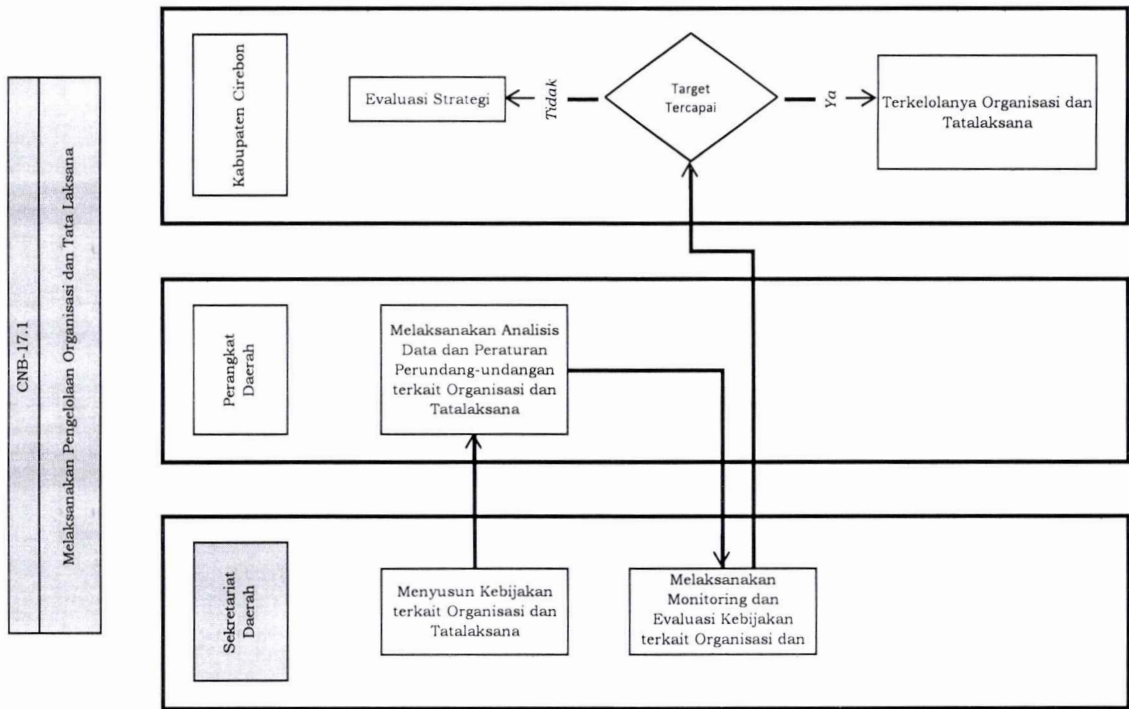 CNB-17.1
Melaksanakan Pengelolaan Organisasi dan Tata Laksana
Kabupaten Cirebon
Evaluasi Strategi
Tidak
Target
Tercapai
Ya
Terkelolanya Organisasi dan
Tatalaksana
Perangkat
Daerah
Melaksanakan Analisis
Data dan Peraturan
Perundang-undangan
terkait Organisasi dan
Tatalaksana
Sekretariat
Daerah
Menyusun Kebijakan
terkait Organisasi dan
Tatalaksana
Melaksanakan
Monitoring dan
Evaluasi Kebijakan
terkait Organisasi dan